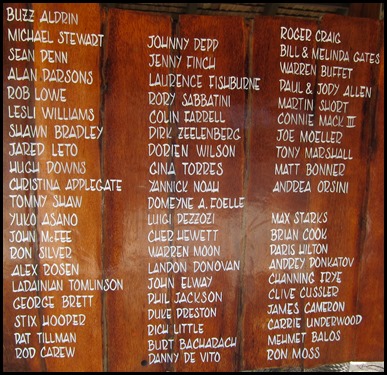 BUZZ ALDRIN
MICHAEL STEWART
SEAN DENN
ALAN PARSONS
ROB LOWE
LESLI WILLIAMS
SHAWN BRADLEY
JARED LETO
HUGH DOWNS
CHRISTINA APPLEGATE
TOMMY SHAW
YUKO ASANO
JOHN McFEE
RON SILVER
ALEX ROSEN
LADAINIAN TOMLINSON
GEORGE BRETT
STIX HOOPER
PAT TILLMAN
ROD CAREW
JOHNNY DEPP
JENNY FINCH
LAURENCE FISHBURNE
RORY SABBATINI
COLIN FARRELL
DIRK ZEELENBERG
DORIEN WILSON
GINA TORRES
YANNICK NOAH
DOMEYNE A. FOELLE
LUIGI PEZZOZI
CHER HEWETT
WARREN MOON
LANDON DONOVAN
JOHN ELWAY
PHIL JACKSON
DUKE PRESTON
RICH LITTLE
BURT BACHARACH
DANNY DE VITO
ROGER CRAIG
BILL & MELINDA GATES
WARREN BUFFET
PAUL & JODY ALLEN
MARTIN SHORT
CONNIE MACK III
JOE MOELLER
TONY MARSHALL
MATT BONNER
ANDREA ORSINI
MAX STARKS
BRIAN COOK
PARIS HILTON
ANDREY PONKATOV
CHANNING FRYE
CLIVE CUSSLER
JAMES CAMERON
CARRIE UNDERWOOD
MEHMET BALOS
RON MOSS